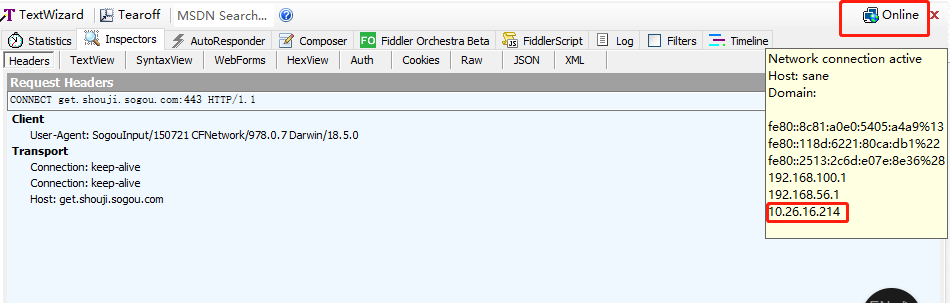 TextWizard Tearoff MSDN Search... Online
Statistics Inspectors AutoResponder Composer FO Fiddler Orchestra Beta JS FiddlerScript Log Filters Timeline
Headers TextView SyntaxView WebForms HexView Auth Cookies Raw JSON XML
Request Headers
CONNECT get.shouji.sogou.com:443 HTTP/1.1
Client
User-Agent: SogouInput/150721 CFNetwork/978.0.7 Darwin/18.5.0
Transport
Connection: keep-alive
Connection: keep-alive
Host: get.shouji.sogou.com
Network connection active
Host: sane
Domain:
fe80::8c81:a0e0:5405:a4a9%13
fe80::118d:6221:80ca:db1%22
fe80::2513:2c6d:e07e:8e36%28
192.168.100.1
192.168.56.1
10.26.16.214